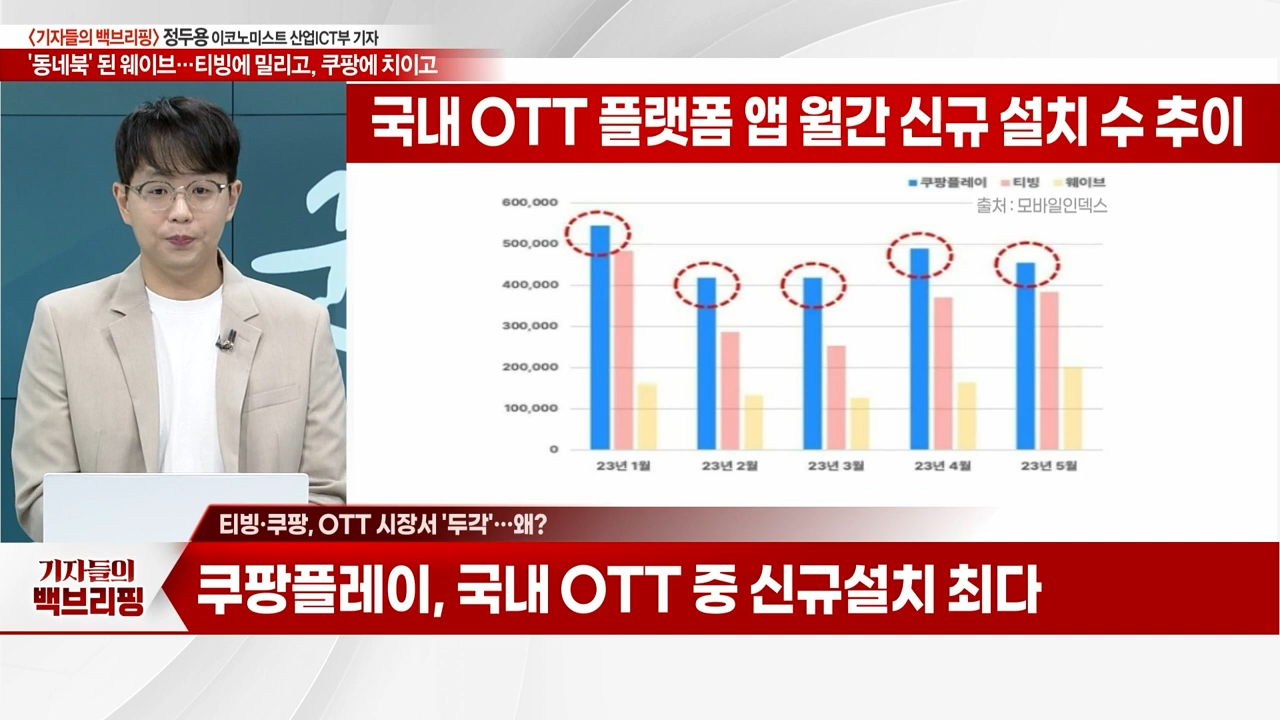 〈기자들의 백브리핑〉 정두용 이코노미스트 산업ICT부 기자
'동네북' 된 웨이브…티빙에 밀리고, 쿠팡에 치이고
국내 OTT 플랫폼 앱 월간 신규 설치 수 추이
쿠팡플레이 티빙 웨이브
출처 : 모바일인덱스
600,000
500,000
400,000
300,000
200,000
100,000
0
23년 1월 23년 2월 23년 3월 23년 4월 23년 5월
티빙·쿠팡, OTT 시장서 '두각'…왜?
기자들의
백브리핑
쿠팡플레이, 국내 OTT 중 신규설치 최다